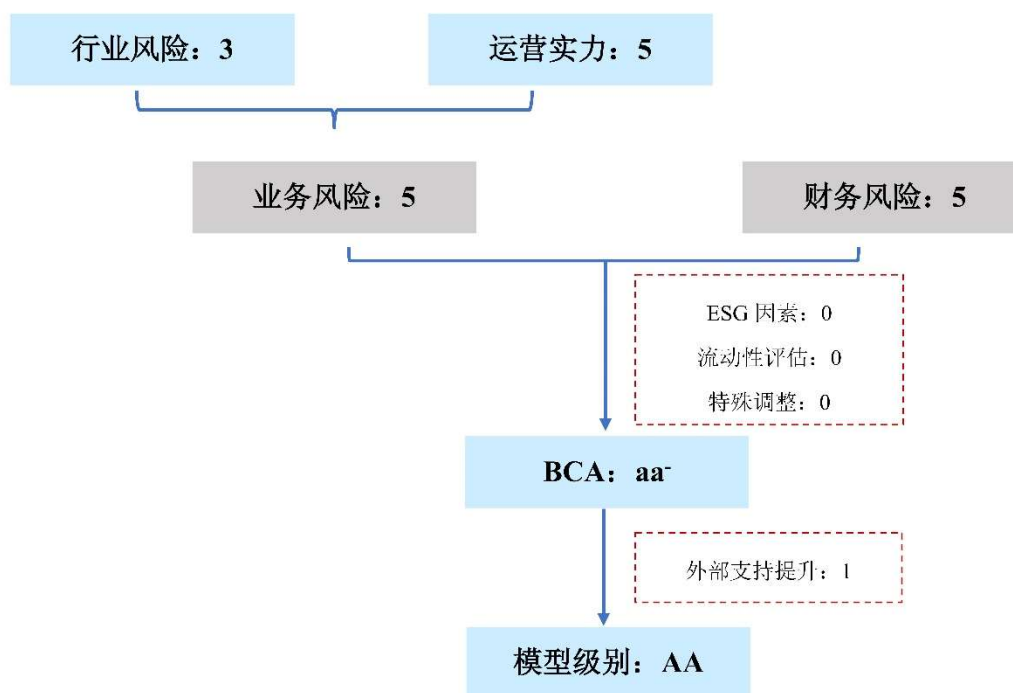 行业风险：3
运营实力：5
业务风险：5
财务风险：5
ESG 因素：0
流动性评估：0
特殊调整：0
BCA：aa⁻
外部支持提升：1
模型级别：AA